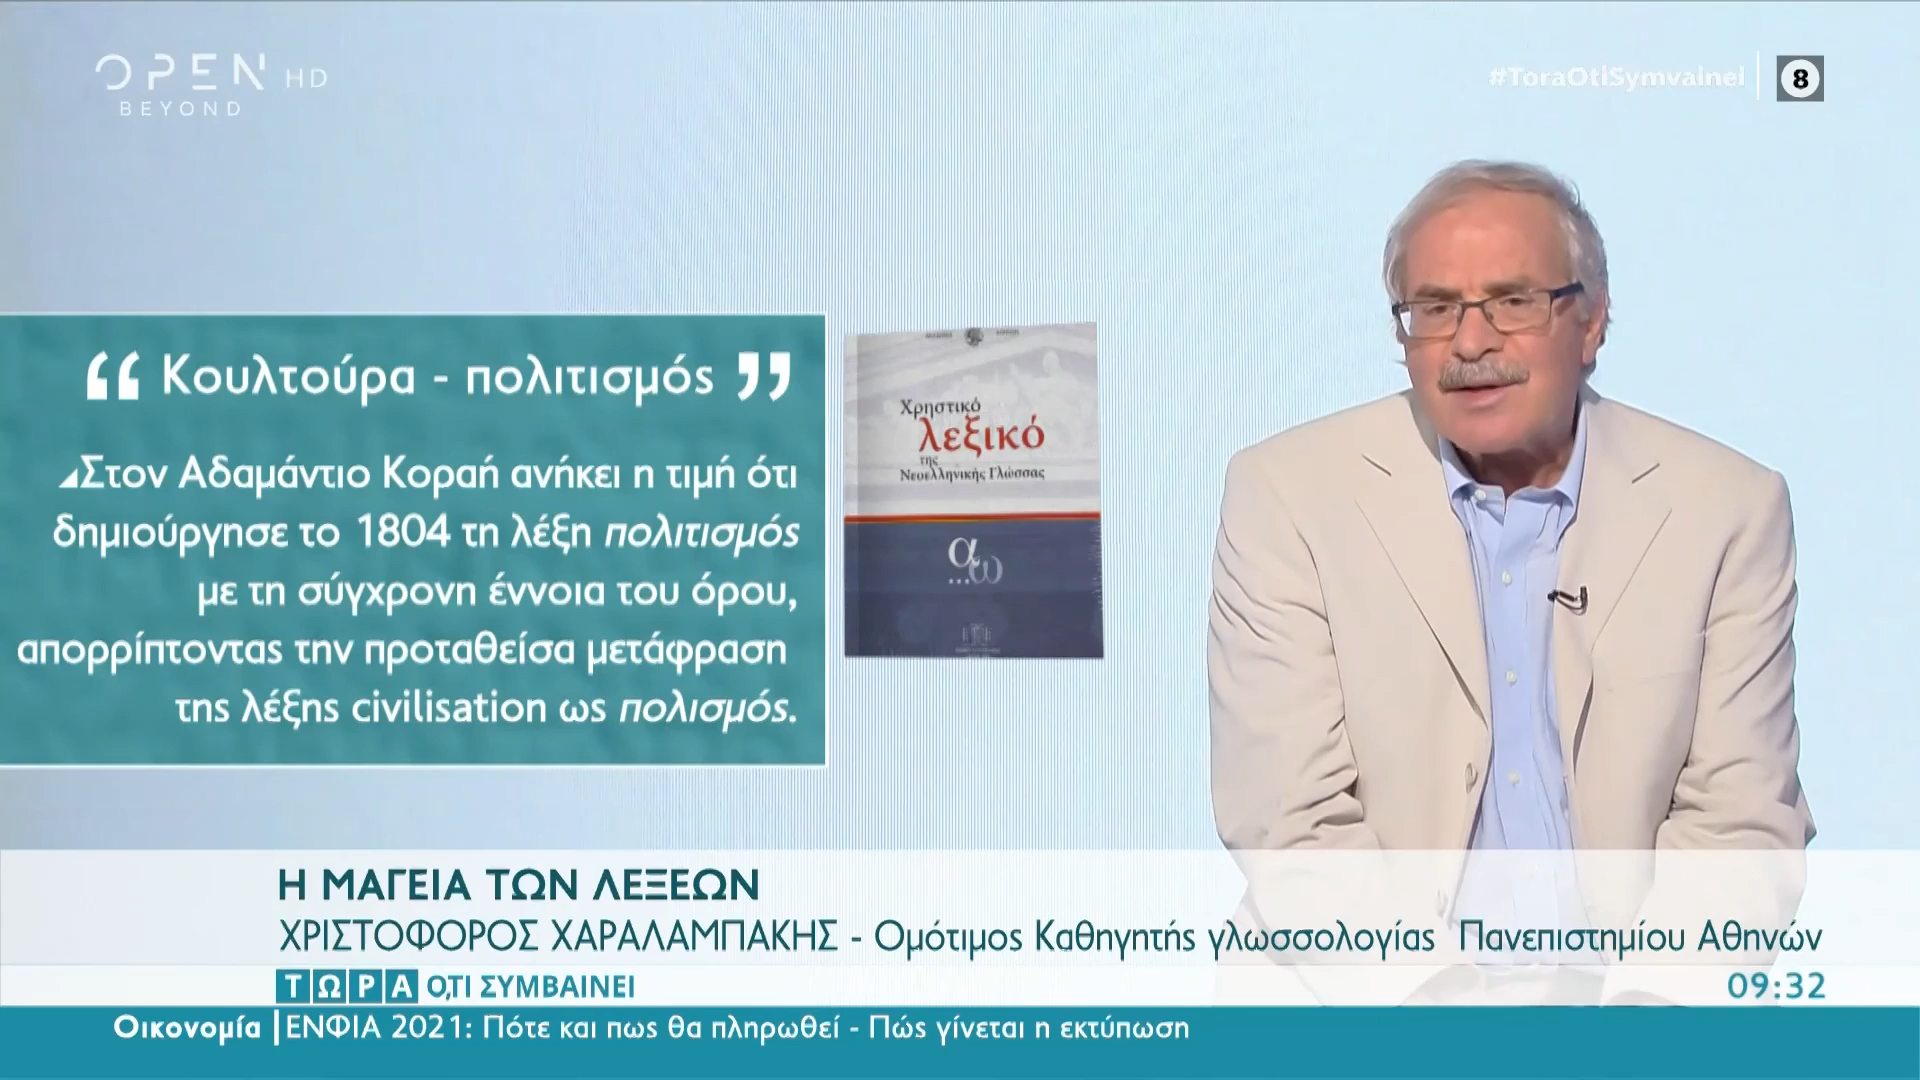 OPEN HD
BEYOND
#ToraOtiSymvainei
8
“ Κουλτούρα - πολιτισμός ”
Στον Αδαμάντιο Κοραή ανήκει η τιμή ότι
δημιούργησε το 1804 τη λέξη πολιτισμός
με τη σύγχρονη έννοια του όρου,
απορρίπτοντας την προταθείσα μετάφραση
της λέξης civilisation ως πολισμός.
Χρηστικό
λεξικό
της
Νεοελληνικής Γλώσσας
α
...ω
Η ΜΑΓΕΙΑ ΤΩΝ ΛΕΞΕΩΝ
ΧΡΙΣΤΟΦΟΡΟΣ ΧΑΡΑΛΑΜΠΑΚΗΣ - Ομότιμος Καθηγητής γλωσσολογίας Πανεπιστημίου Αθηνών
ΤΩΡΑ Ο,ΤΙ ΣΥΜΒΑΙΝΕΙ
09:32
Οικονομία | ΕΝΦΙΑ 2021: Πότε και πως θα πληρωθεί - Πώς γίνεται η εκτύπωση